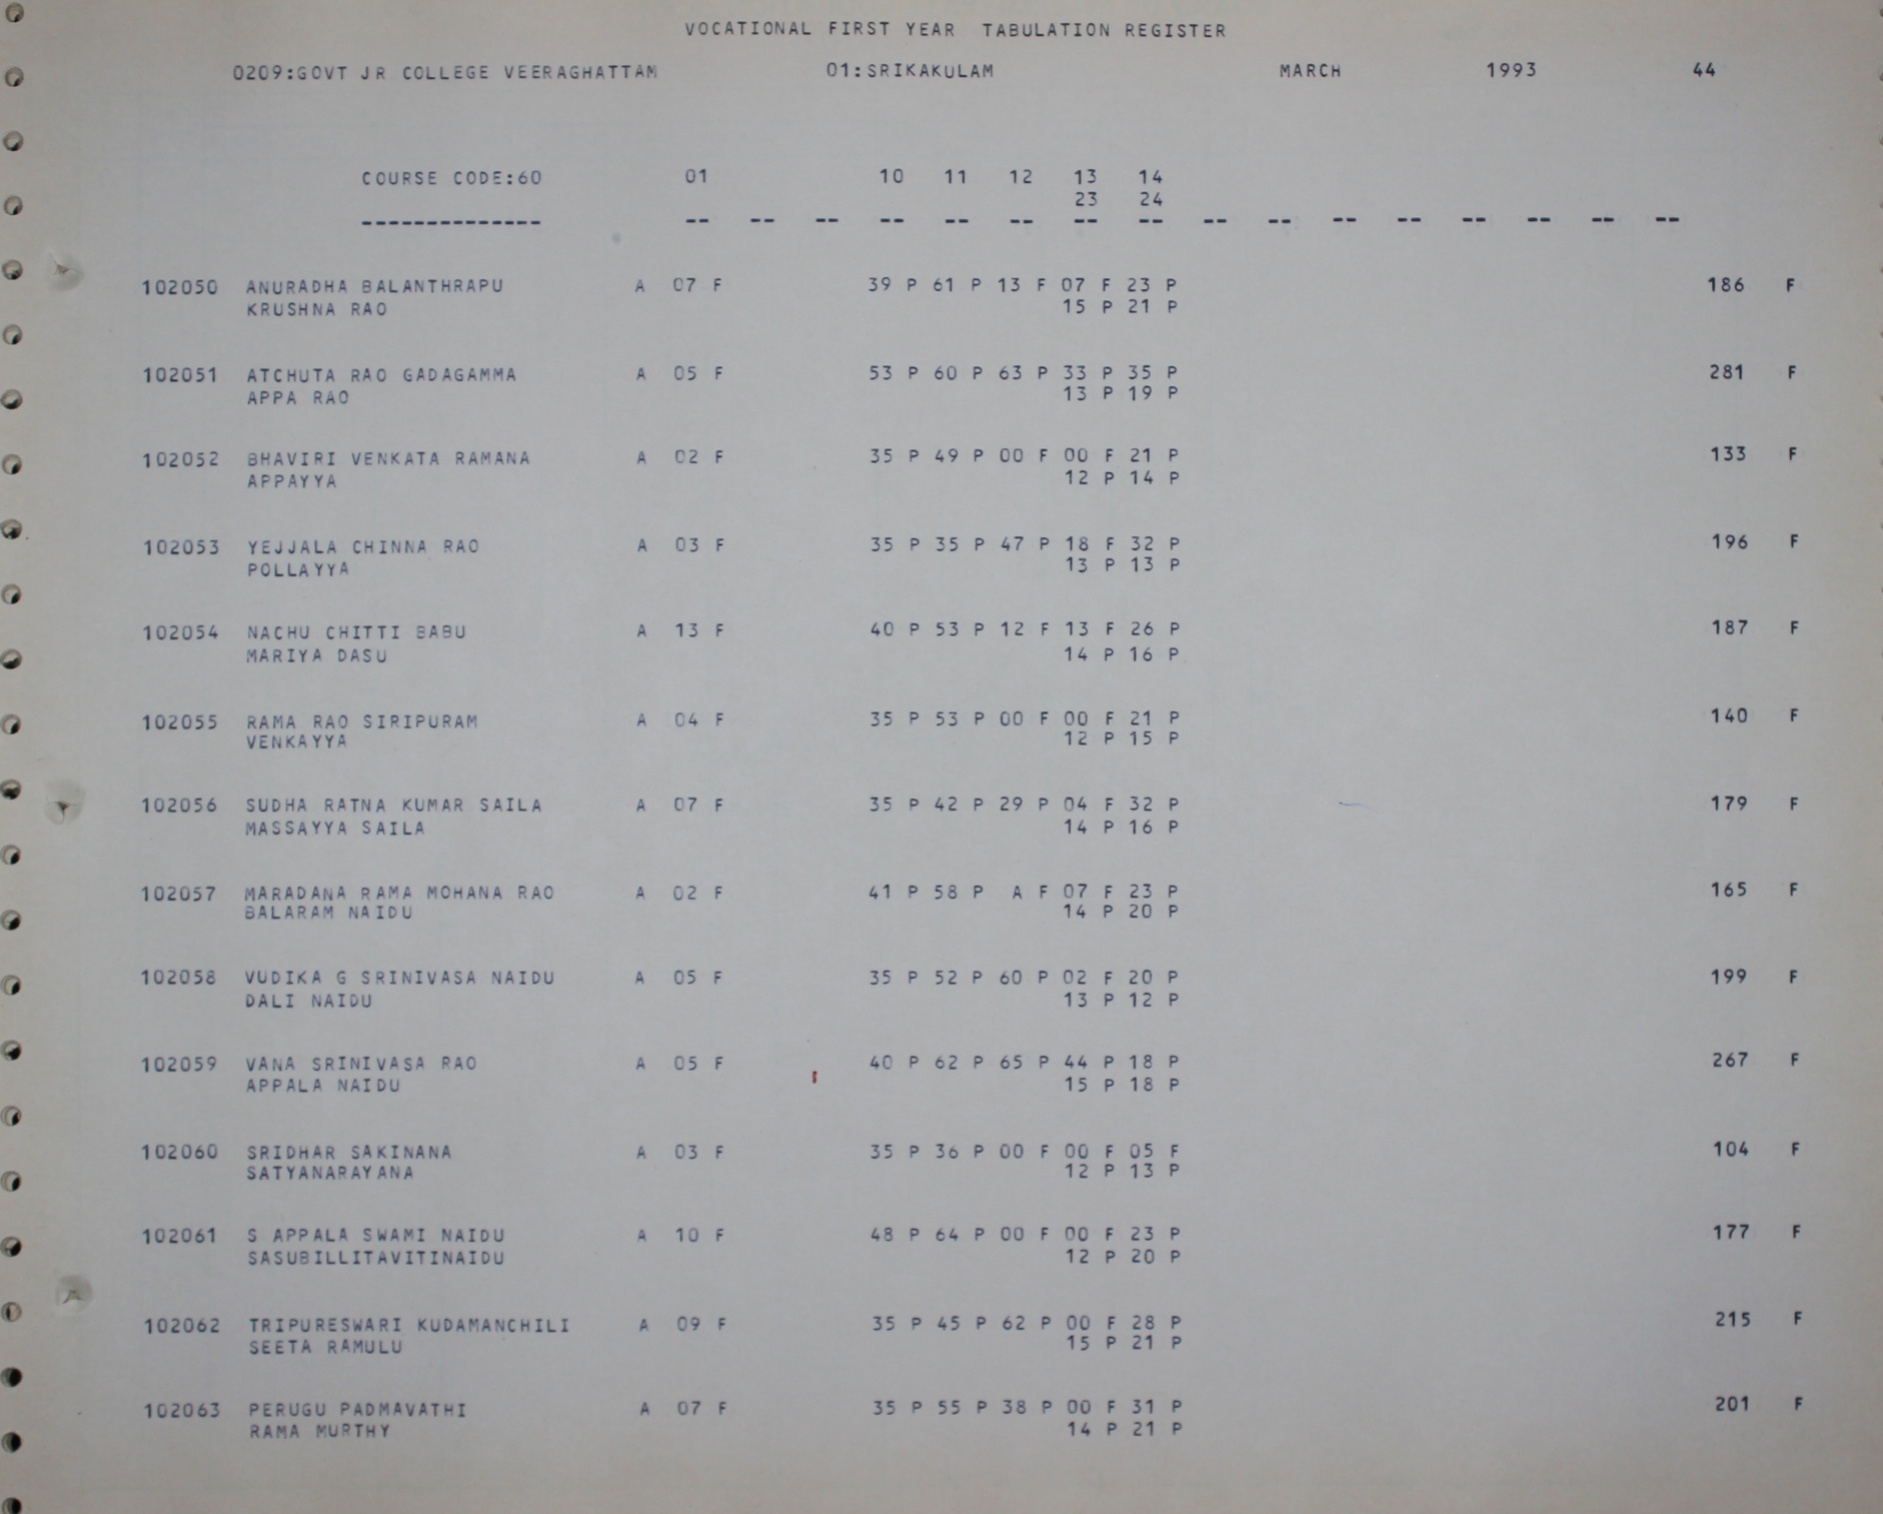 VOCATIONAL FIRST YEAR TABULATION REGISTER
0209:GOVT JR COLLEGE VEERAGHATTAM 01:SRIKAKULAM MARCH 1993 44
COURSE CODE:60 01 10 11 12 13 14
23 24
-------------- -- -- -- -- -- -- -- -- -- -- -- -- -- -- -- --
102050 ANURADHA BALANTHRAPU A 07 F 39 P 61 P 13 F 07 F 23 P 186 F
KRUSHNA RAO 15 P 21 P
102051 ATCHUTA RAO GADAGAMMA A 05 F 53 P 60 P 63 P 33 P 35 P 281 F
APPA RAO 13 P 19 P
102052 BHAVIRI VENKATA RAMANA A 02 F 35 P 49 P 00 F 00 F 21 P 133 F
APPAYYA 12 P 14 P
102053 YEJJALA CHINNA RAO A 03 F 35 P 35 P 47 P 18 F 32 P 196 F
POLLAYYA 13 P 13 P
102054 NACHU CHITTI BABU A 13 F 40 P 53 P 12 F 13 F 26 P 187 F
MARIYA DASU 14 P 16 P
102055 RAMA RAO SIRIPURAM A 04 F 35 P 53 P 00 F 00 F 21 P 140 F
VENKAYYA 12 P 15 P
102056 SUDHA RATNA KUMAR SAILA A 07 F 35 P 42 P 29 P 04 F 32 P 179 F
MASSAYYA SAILA 14 P 16 P
102057 MARADANA RAMA MOHANA RAO A 02 F 41 P 58 P A F 07 F 23 P 165 F
BALARAM NAIDU 14 P 20 P
102058 VUDIKA G SRINIVASA NAIDU A 05 F 35 P 52 P 60 P 02 F 20 P 199 F
DALI NAIDU 13 P 12 P
102059 VANA SRINIVASA RAO A 05 F 40 P 62 P 65 P 44 P 18 P 267 F
APPALA NAIDU 15 P 18 P
102060 SRIDHAR SAKINANA A 03 F 35 P 36 P 00 F 00 F 05 F 104 F
SATYANARAYANA 12 P 13 P
102061 S APPALA SWAMI NAIDU A 10 F 48 P 64 P 00 F 00 F 23 P 177 F
SASUBILLITAVITINAIDU 12 P 20 P
102062 TRIPURESWARI KUDAMANCHILI A 09 F 35 P 45 P 62 P 00 F 28 P 215 F
SEETA RAMULU 15 P 21 P
102063 PERUGU PADMAVATHI A 07 F 35 P 55 P 38 P 00 F 31 P 201 F
RAMA MURTHY 14 P 21 P